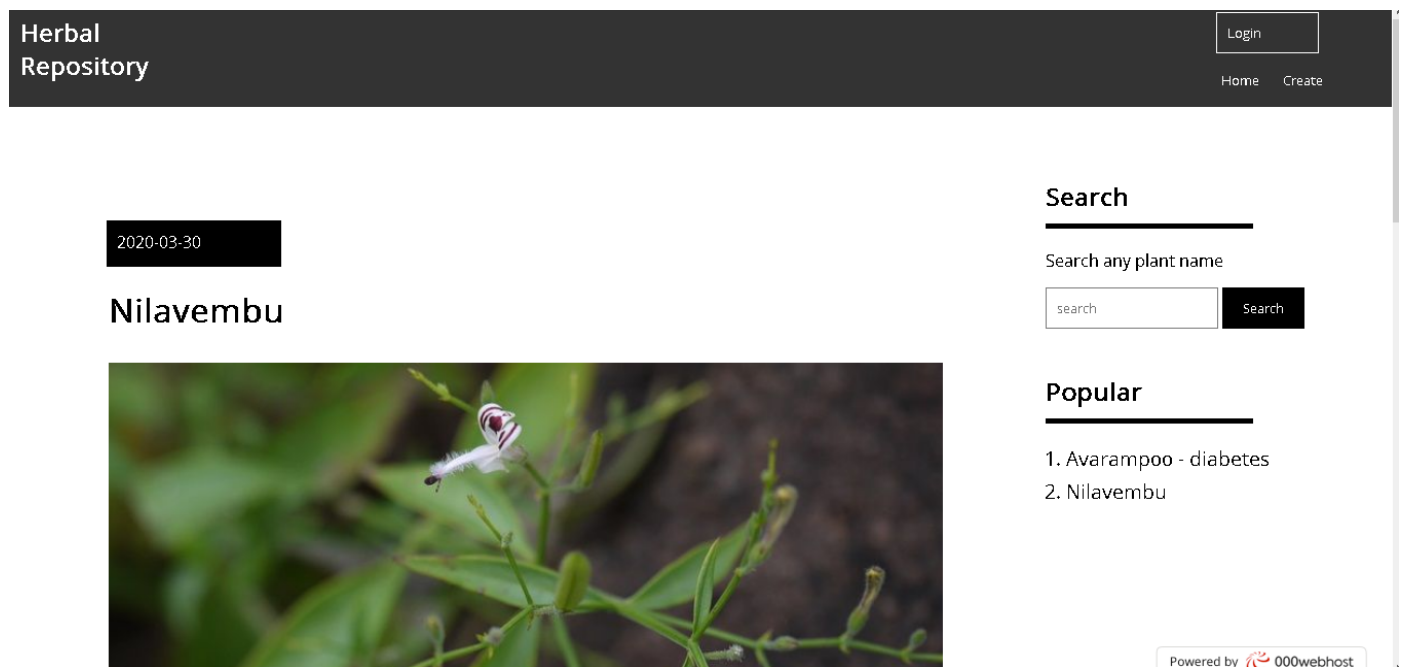 Herbal
Repository
Login
Home Create
2020-03-30
Nilavembu
Search
Search any plant name
search Search
Popular
1. Avarampoo - diabetes
2. Nilavembu
Powered by 000webhost